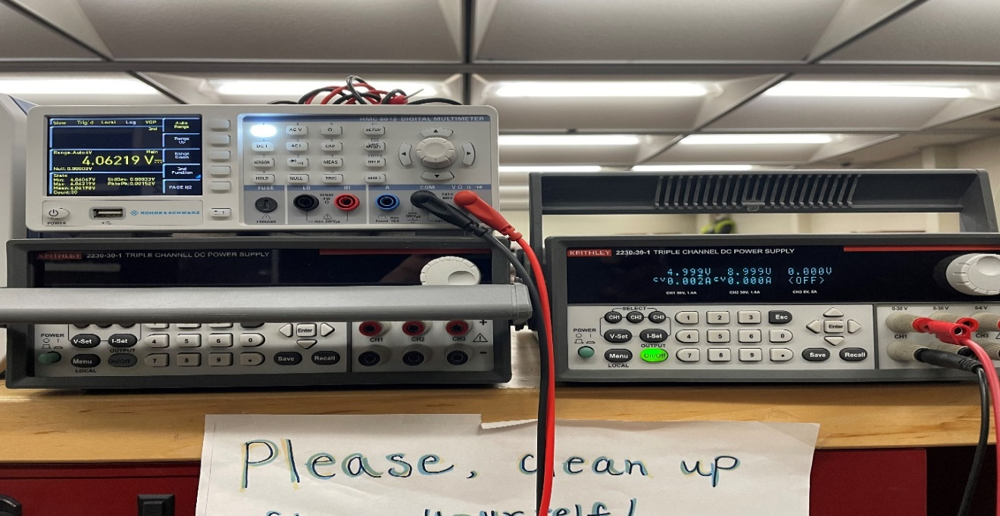 HMC 8012 DIGITAL MULTIMETER
Slow Trig'd Local Log VGP
2nd
Auto Range
Range Up
Range Down
2nd Function
PAGE 1|2
Range: Auto 4V Main
4.06219 V
Null: 0.00000V
Stats
Min: 4.06067V StdDev: 0.00033V
Max: 4.06219V PktoPk: 0.00152V
Mean: 4.06198V
Count: 30
AC V Ω SETUP
DC I AC I CAP
SENSOR MEAS HELP
HOLD NULL TRIG SHIFT
FUSE LO SENSE HI A COM V Ω
POWER
ROHDE&SCHWARZ
KEITHLEY 2230-30-1 TRIPLE CHANNEL DC POWER SUPPLY
POWER
V-Set I-Set 4 5 6 0 Enter
OUTPUT
Menu On/Off 7 8 9 . Save Recall
LOCAL
+
CH1 CH2 CH3
-
KEITHLEY 2230-30-1 TRIPLE CHANNEL DC POWER SUPPLY
4.999V 8.999V 0.000V
CV0.002A CV0.000A (OFF)
CH1 30V, 1.5A CH2 30V, 1.5A CH3 6V, 5A
SELECT
CH1 CH2 CH3 1 2 3 Esc
POWER
V-Set I-Set 4 5 6 0 Enter
OUTPUT
Menu On/Off 7 8 9 . Save Recall
LOCAL
0-30 V 0-30 V 0-6 V
CH1 CH3
Please, clean up